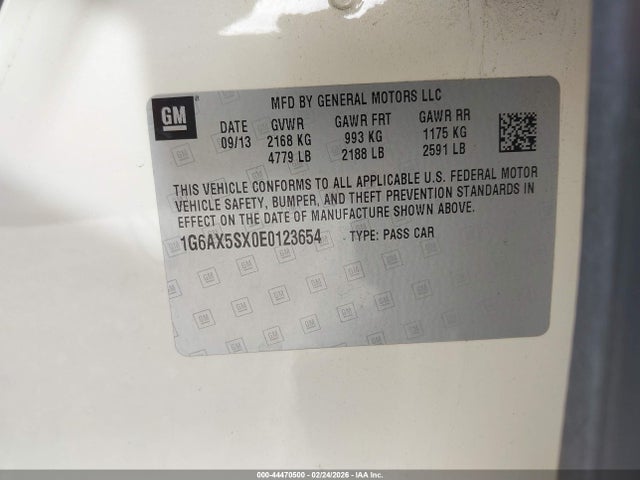 GM
MFD BY GENERAL MOTORS LLC
DATE GVWR GAWR FRT GAWR RR
09/13 2168 KG 993 KG 1175 KG
4779 LB 2188 LB 2591 LB
THIS VEHICLE CONFORMS TO ALL APPLICABLE U.S. FEDERAL MOTOR
VEHICLE SAFETY, BUMPER, AND THEFT PREVENTION STANDARDS IN
EFFECT ON THE DATE OF MANUFACTURE SHOWN ABOVE.
1G6AX5SX0E0123654 TYPE: PASS CAR
000-44470500 - 02/24/2026 - IAA Inc.